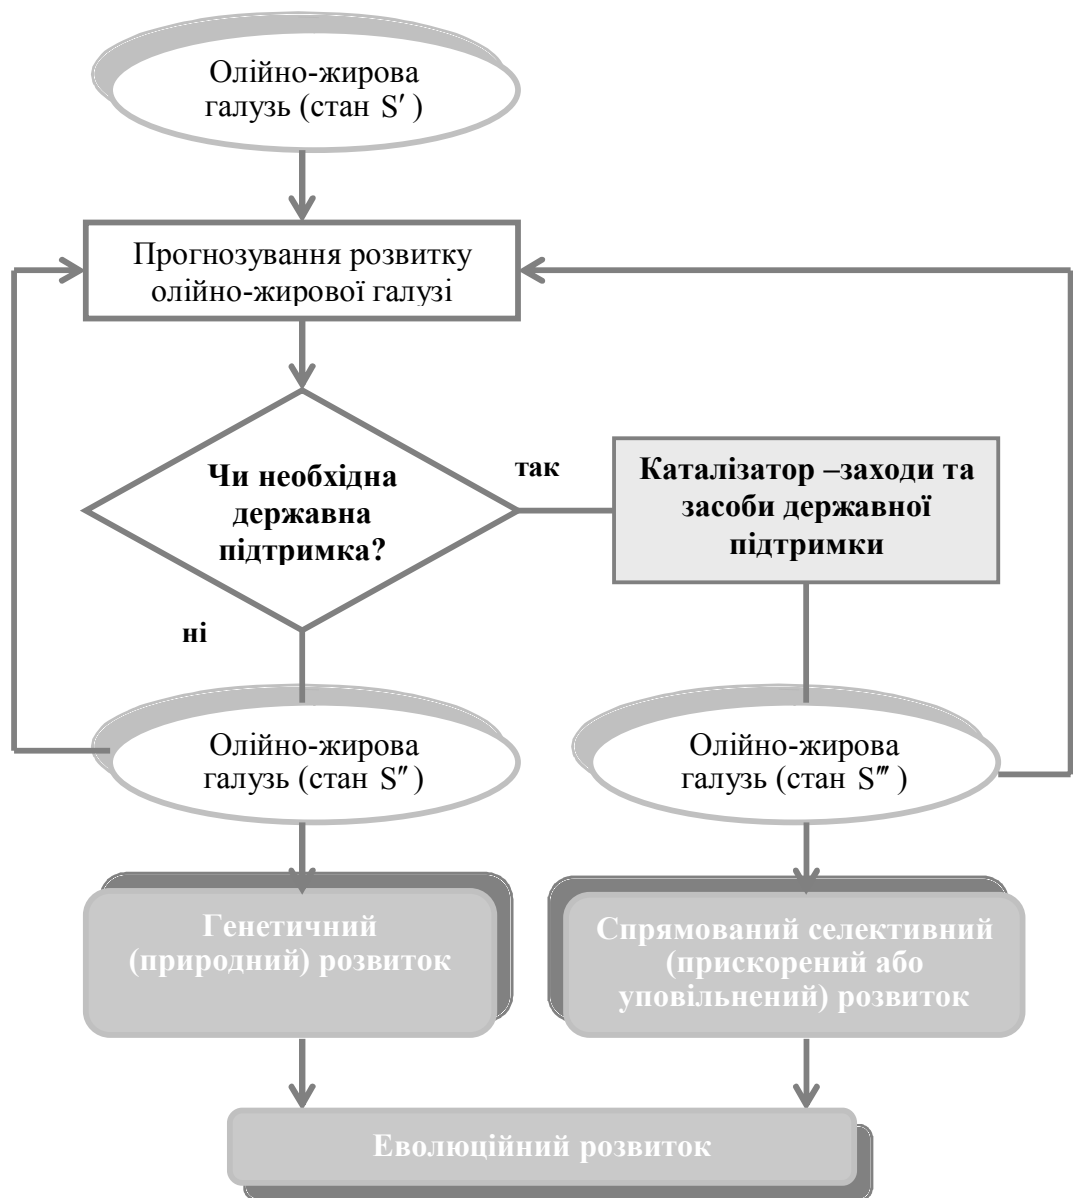 Олійно-жирова
галузь (стан S′ )
Прогнозування розвитку
олійно-жирової галузі
Чи необхідна
державна
підтримка?
так
Каталізатор –заходи та
засоби державної
підтримки
ні
Олійно-жирова
галузь (стан S″ )
Олійно-жирова
галузь (стан S‴ )
Генетичний
(природний) розвиток
Спрямований селективний
(прискорений або
уповільнений) розвиток
Еволюційний розвиток